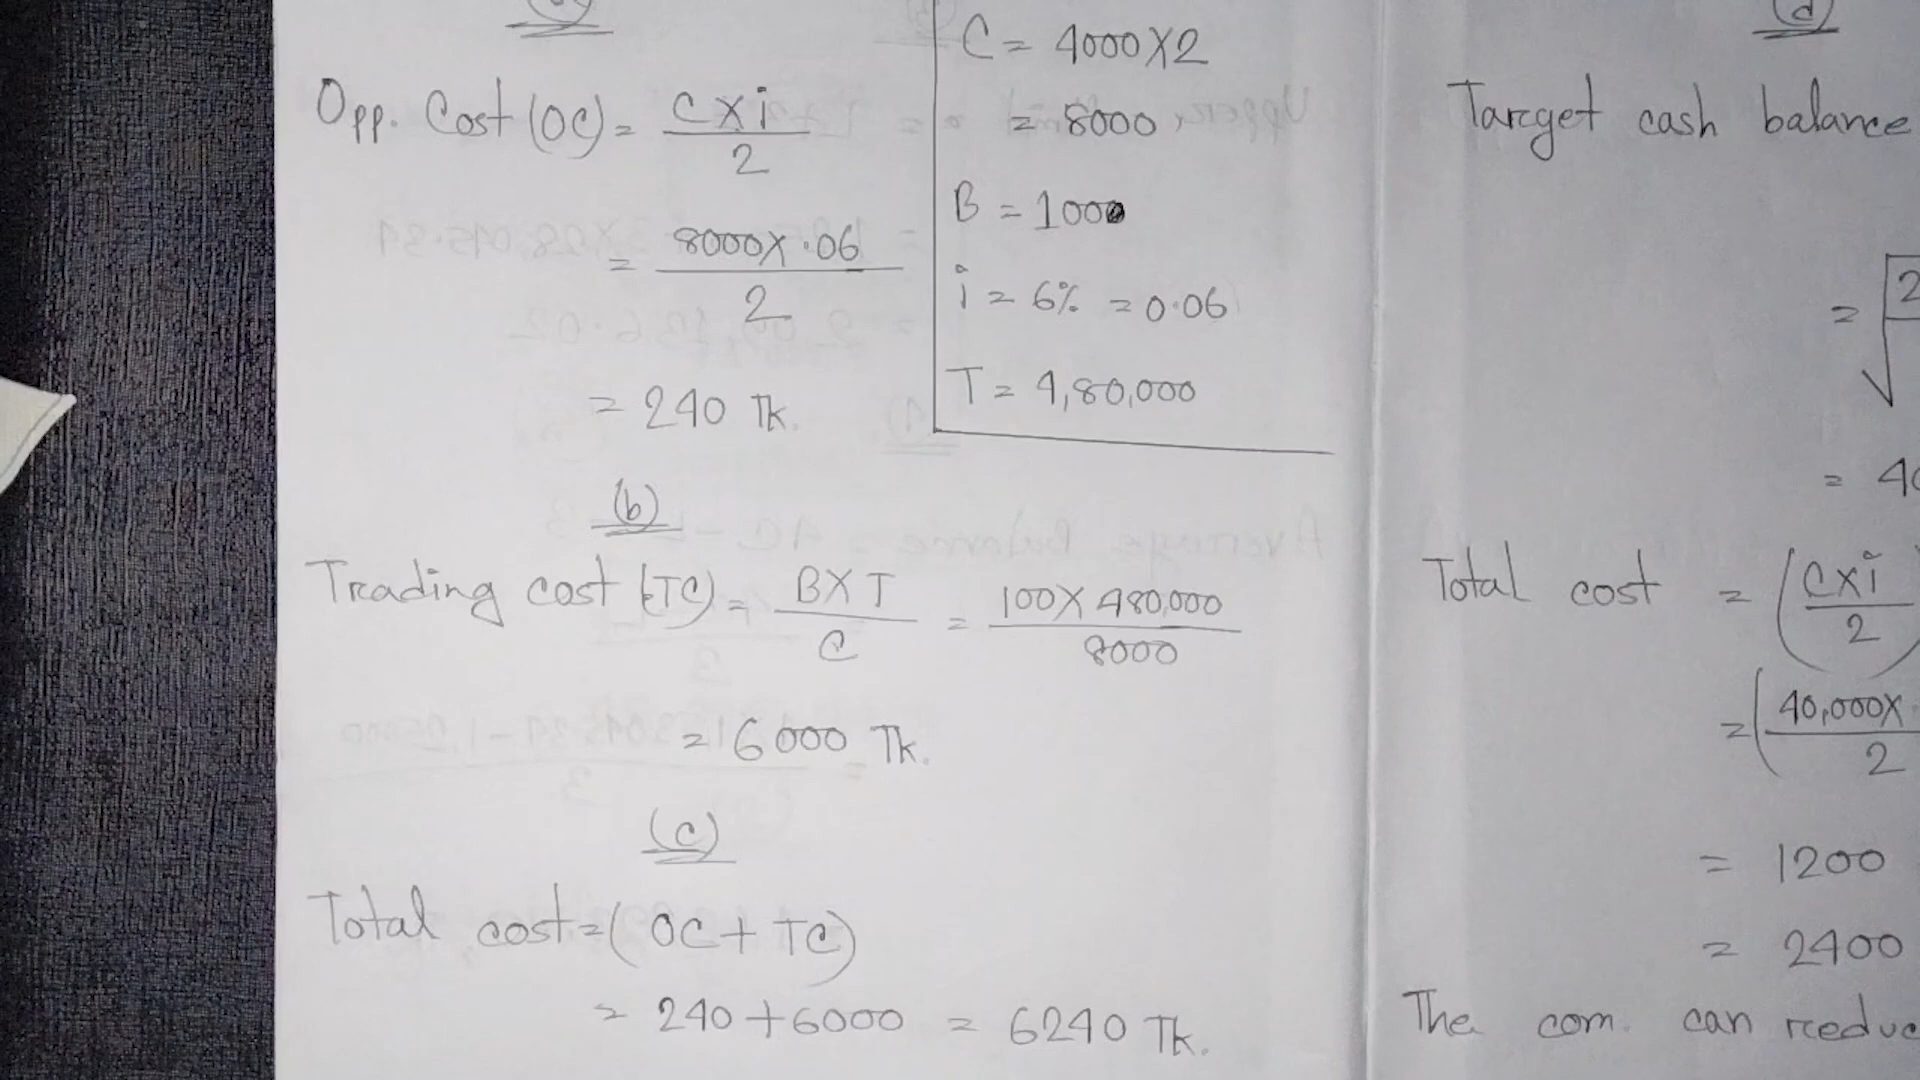 Opp. Cost (OC) = C X i / 2
= 8000 X .06 / 2
= 240 Tk.
C = 4000 X 2
= 8000,
B = 1000
i = 6% = 0.06
T = 4,80,000
(b)
Trading cost (TC) = B X T / C = 100 X 480,000 / 8000
= 6000 Tk.
(c)
Total cost = (OC + TC)
= 240 + 6000 = 6240 Tk.
(d)
Target cash balance
= √ 2
= 40
Total cost = ( C X i / 2 )
= ( 40,000 X / 2
= 1200
= 2400
The com. can reduc